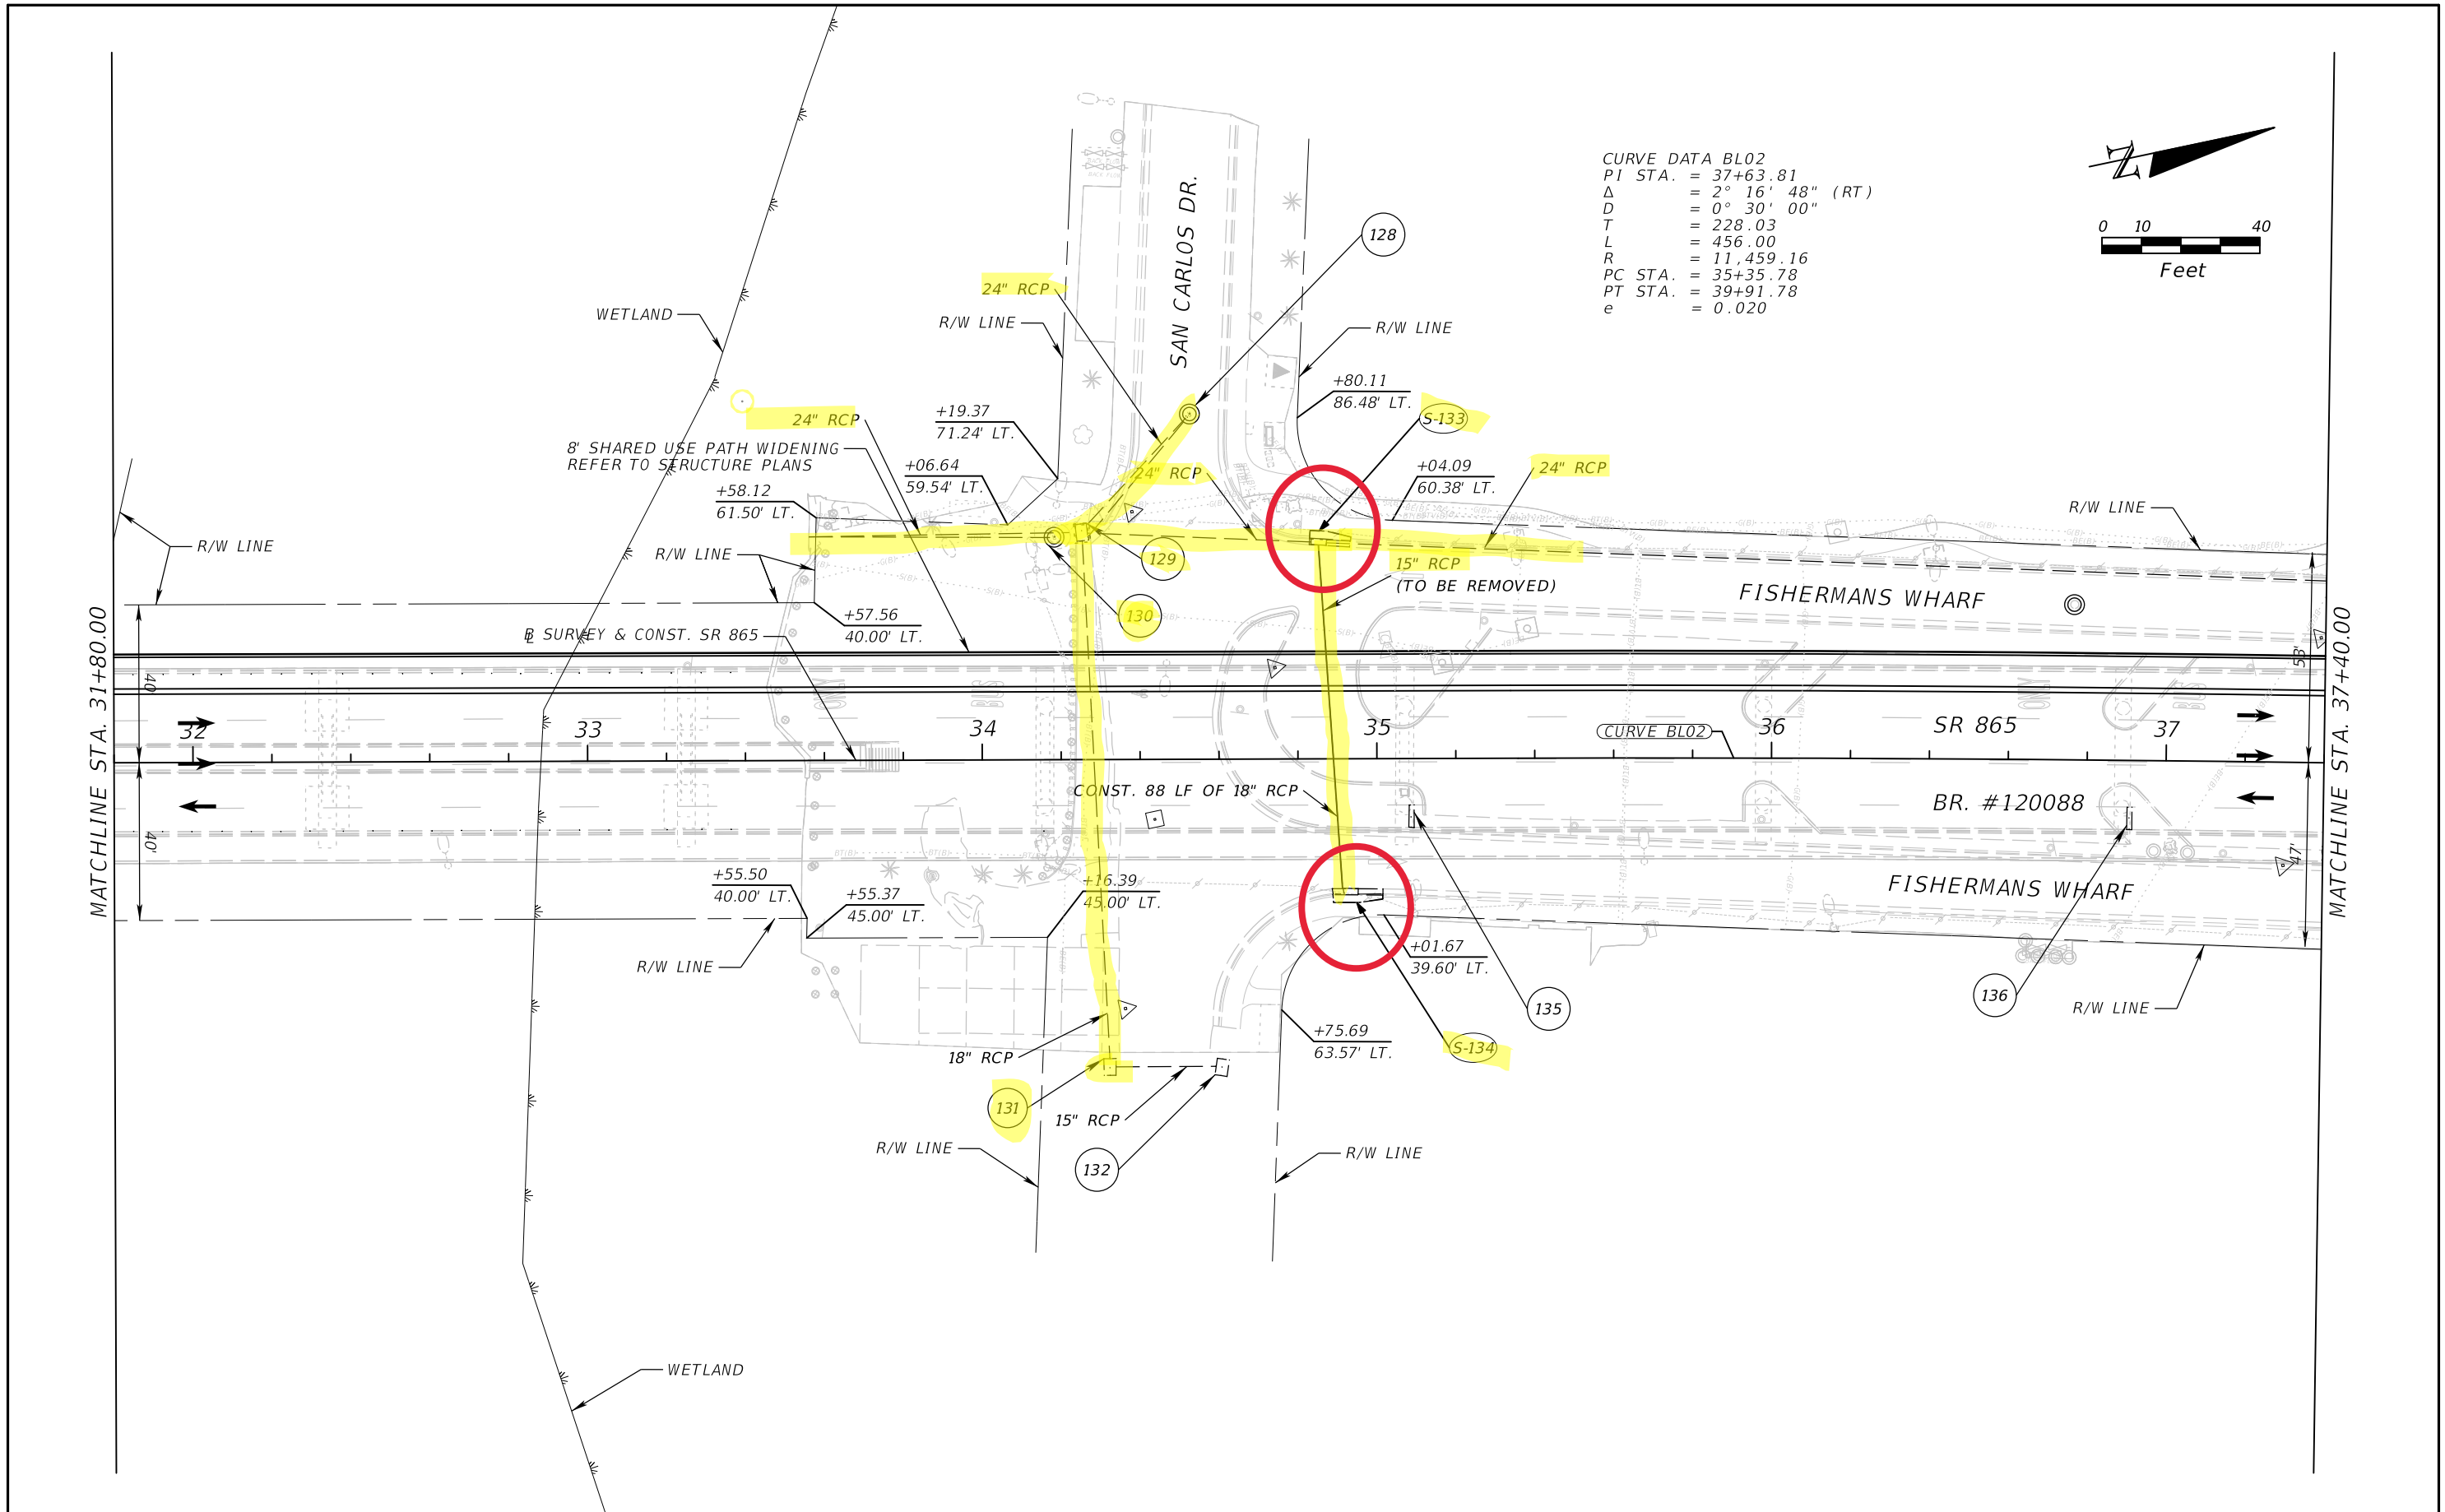 CURVE DATA BL02
PI STA. = 37+63.81
Δ = 2° 16' 48" (RT)
D = 0° 30' 00"
T = 228.03
L = 456.00
R = 11,459.16
PC STA. = 35+35.78
PT STA. = 39+91.78
e = 0.020
N
0 10 40
Feet
SAN CARLOS DR.
128
24" RCP
R/W LINE
WETLAND
R/W LINE
+80.11
86.48' LT.
24" RCP
+19.37
71.24' LT.
S-133
8' SHARED USE PATH WIDENING
REFER TO STRUCTURE PLANS
+06.64
59.54' LT.
24" RCP
+04.09
60.38' LT.
24" RCP
+58.12
61.50' LT.
R/W LINE
R/W LINE
R/W LINE
129
15" RCP
(TO BE REMOVED)
FISHERMANS WHARF
130
+57.56
40.00' LT.
MATCHLINE STA. 31+80.00
MATCHLINE STA. 37+40.00
℄ SURVEY & CONST. SR 865
40'
53'
32
33
34
35
36
37
CURVE BL02
SR 865
CONST. 88 LF OF 18" RCP
BR. #120088
40'
47'
+55.50
40.00' LT.
+55.37
45.00' LT.
+16.39
45.00' LT.
FISHERMANS WHARF
R/W LINE
+01.67
39.60' LT.
136
R/W LINE
135
+75.69
63.57' LT.
S-134
18" RCP
131
15" RCP
R/W LINE
132
R/W LINE
WETLAND